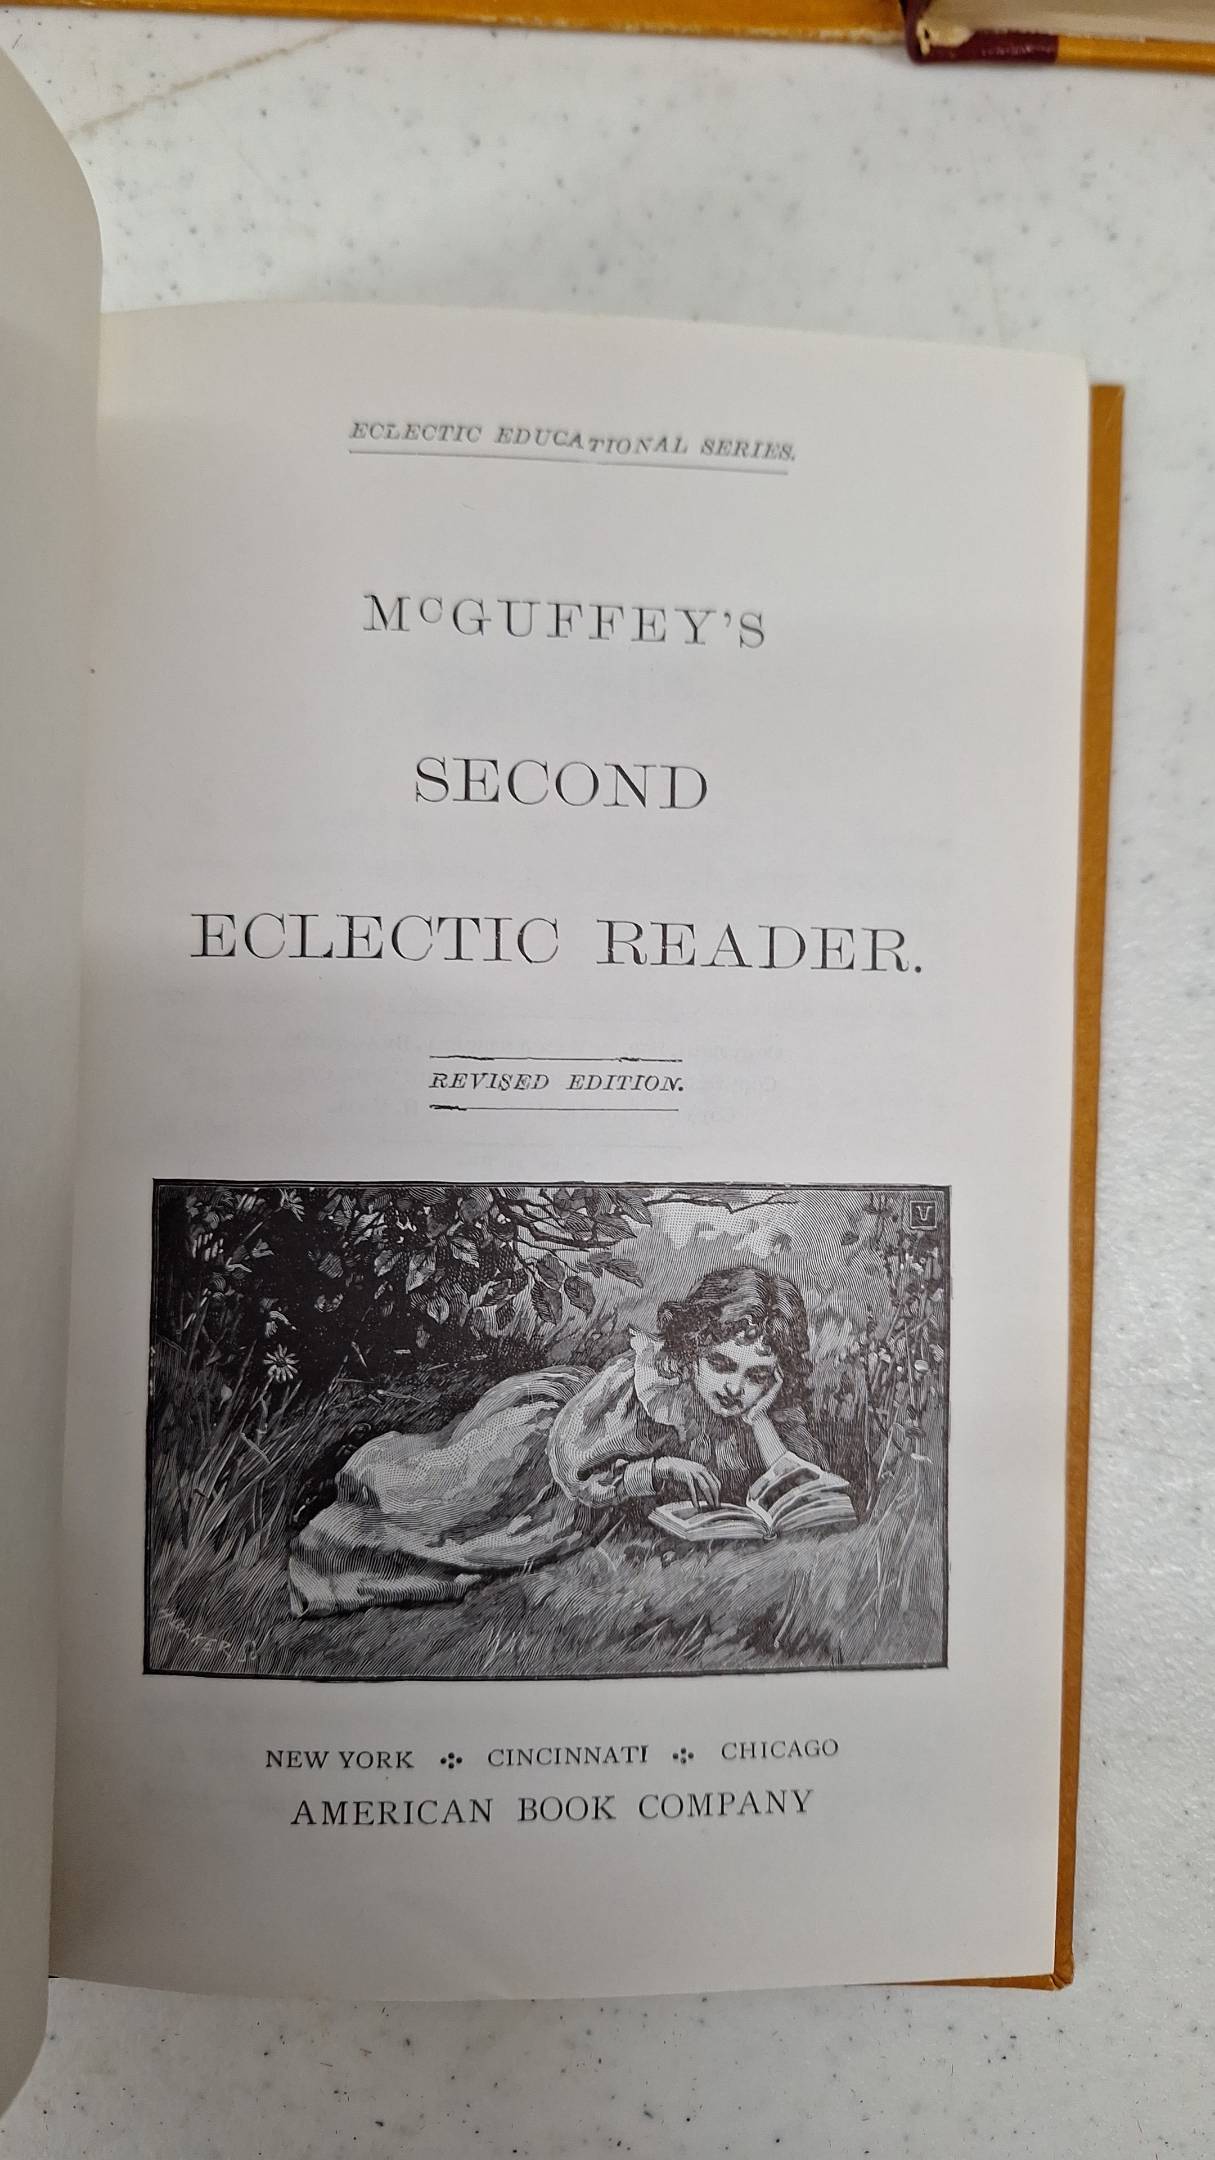 ECLECTIC EDUCATIONAL SERIES.
McGUFFEY'S
SECOND
ECLECTIC READER.
REVISED EDITION.
NEW YORK ⁘ CINCINNATI ⁘ CHICAGO
AMERICAN BOOK COMPANY